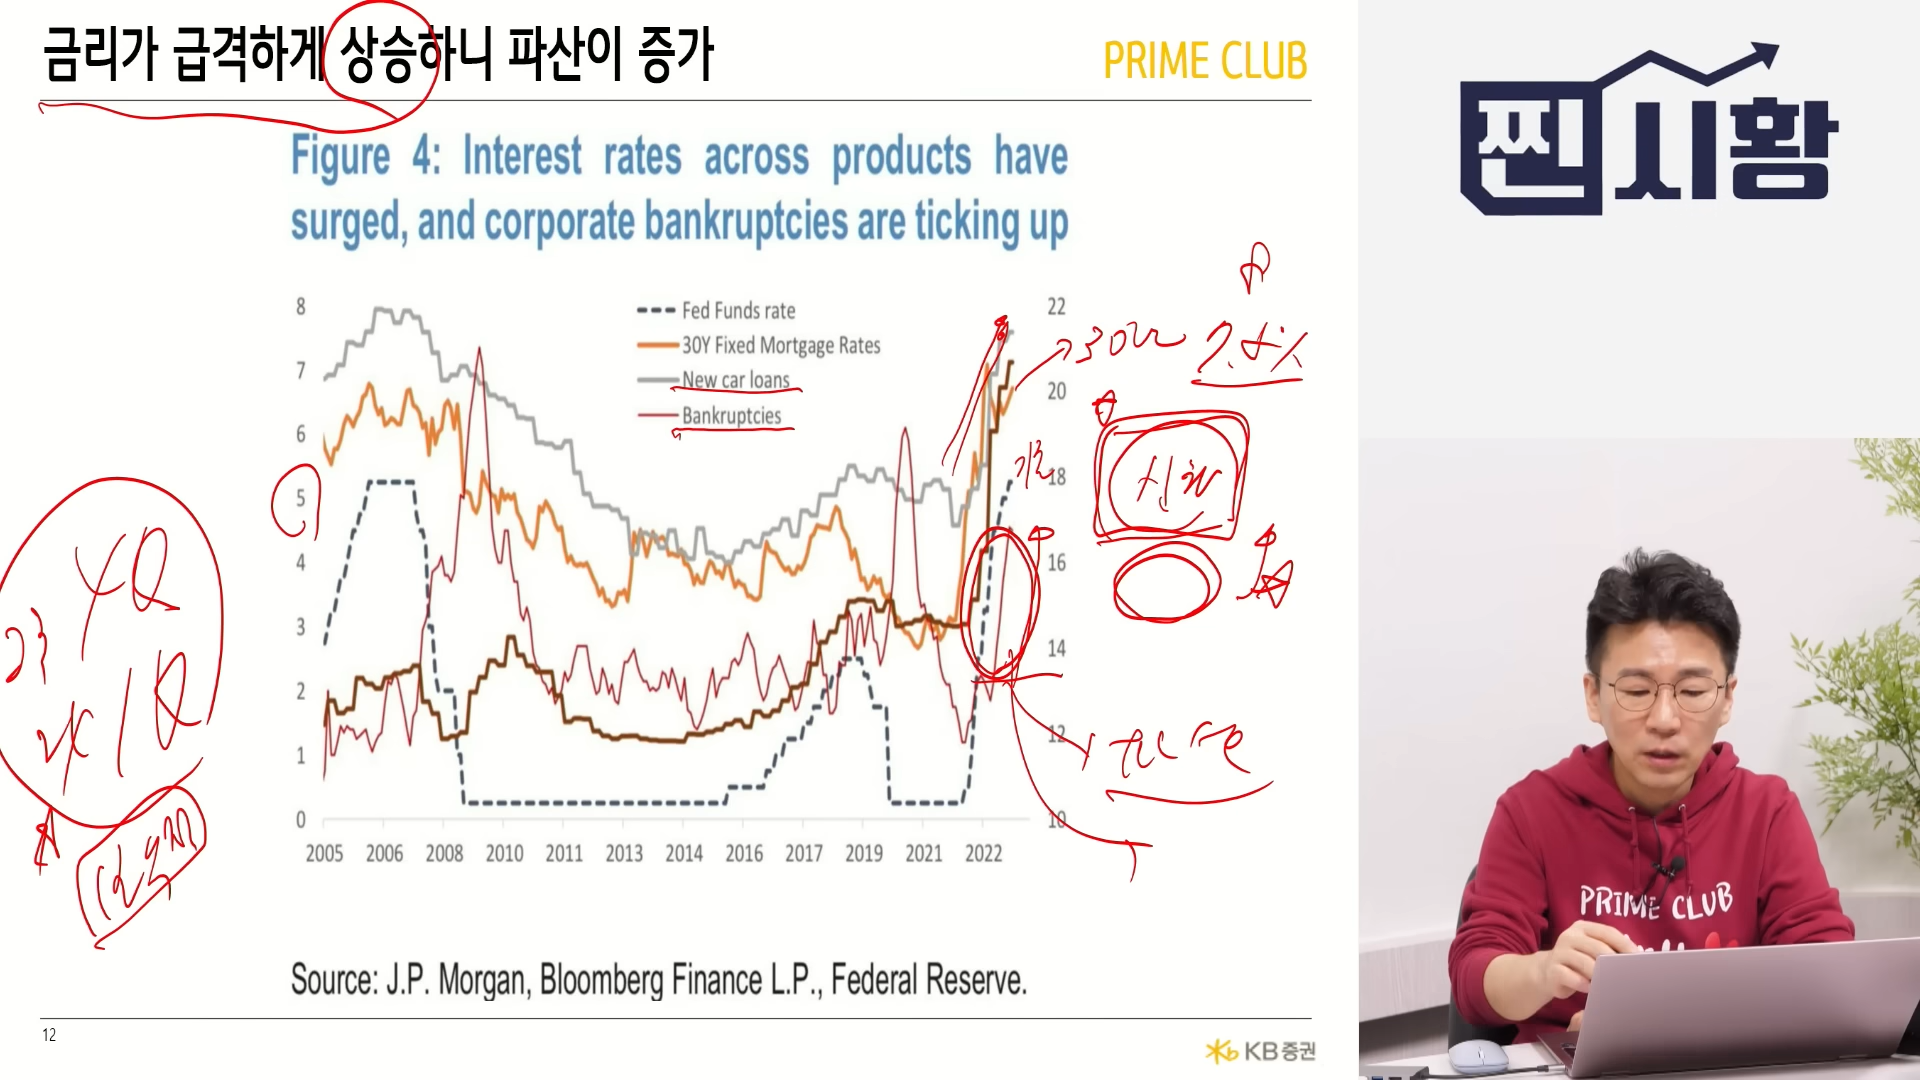 금리가 급격하게 상승하니 파산이 증가
PRIME CLUB
Figure 4: Interest rates across products have
surged, and corporate bankruptcies are ticking up
Fed Funds rate
30Y Fixed Mortgage Rates
New car loans
Bankruptcies
8
7
6
5
4
3
2
1
0
22
20
18
16
14
12
10
2005 2006 2008 2010 2011 2013 2014 2016 2017 2019 2021 2022
4Q
1Q
Source: J.P. Morgan, Bloomberg Finance L.P., Federal Reserve.
12
KB증권
찐시황
PRIME CLUB